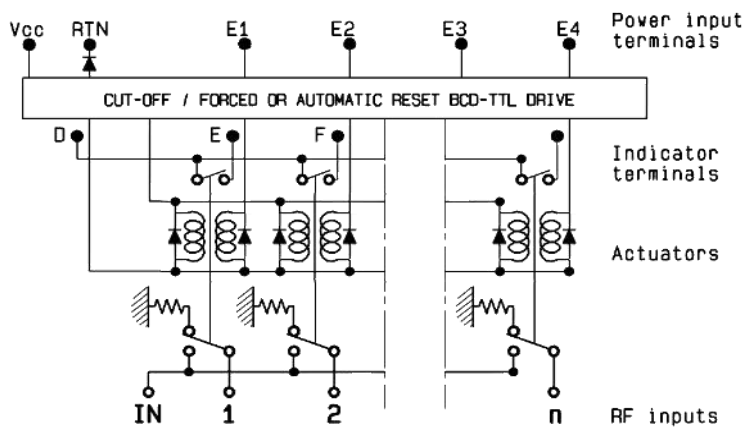 Vcc RTN E1 E2 E3 E4 Power input
terminals
CUT-OFF / FORCED OR AUTOMATIC RESET BCD-TTL DRIVE
D E F Indicator
terminals
Actuators
IN 1 2 n RF inputs